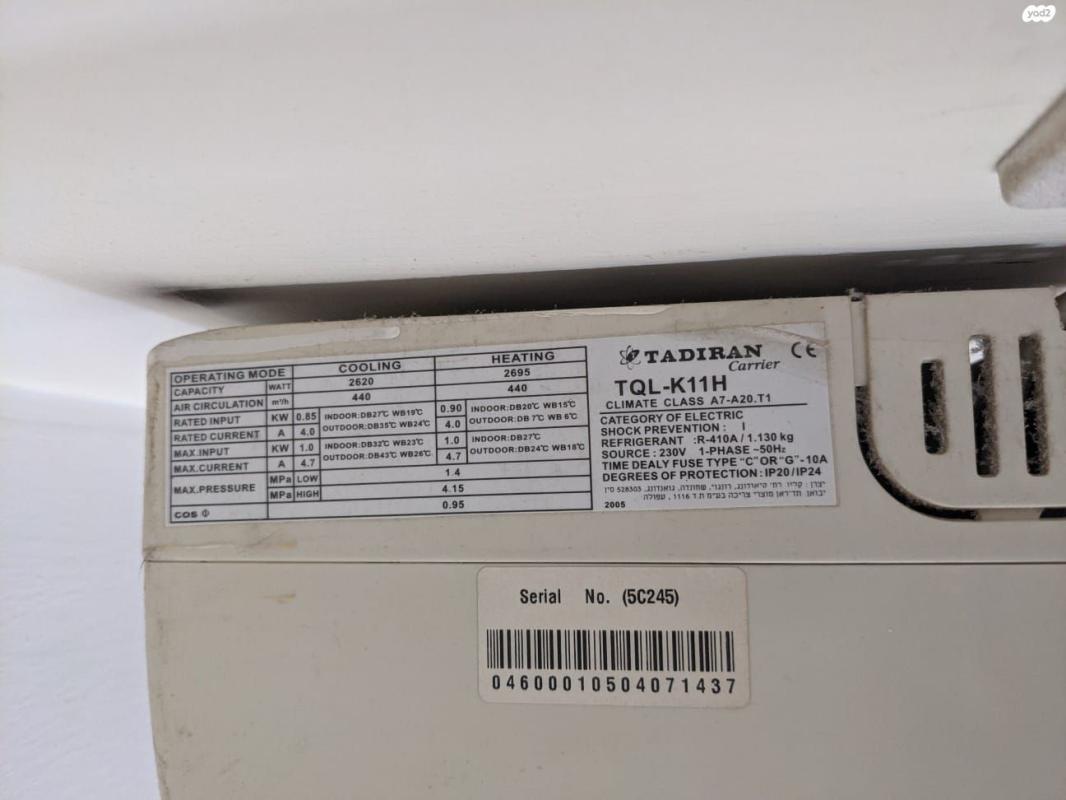 yad2
TADIRAN
Carrier
CE
TQL-K11H
CLIMATE CLASS A7-A20.T1
CATEGORY OF ELECTRIC
SHOCK PREVENTION : I
REFRIGERANT :R-410A / 1.130 kg
SOURCE : 230V 1-PHASE ~50Hz
TIME DEALY FUSE TYPE "C"OR"G"-10A
DEGREES OF PROTECTION : IP20/IP24
2005
OPERATING MODE COOLING HEATING
CAPACITY WATT 2620 2695
AIR CIRCULATION m³/h 440 440
RATED INPUT KW 0.85 INDOOR:DB27℃ WB19℃ 0.90 INDOOR:DB20℃ WB15℃
RATED CURRENT A 4.0 OUTDOOR:DB35℃ WB24℃ 4.0 OUTDOOR:DB 7℃ WB 6℃
MAX.INPUT KW 1.0 INDOOR:DB32℃ WB23℃ 1.0 INDOOR:DB27℃
MAX.CURRENT A 4.7 OUTDOOR:DB43℃ WB26℃ 4.7 OUTDOOR:DB24℃ WB18℃
MAX.PRESSURE MPa LOW 1.4
MPa HIGH 4.15
COS Φ 0.95
Serial No. (5C245)
04600010504071437